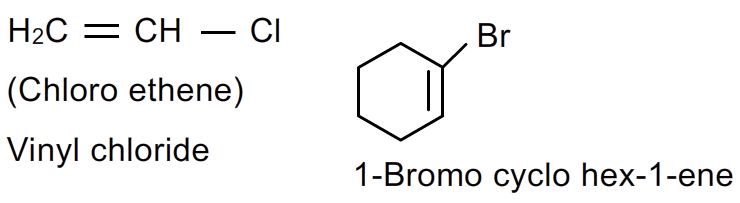 H₂C = CH — Cl
(Chloro ethene)
Vinyl chloride
Br
1-Bromo cyclo hex-1-ene